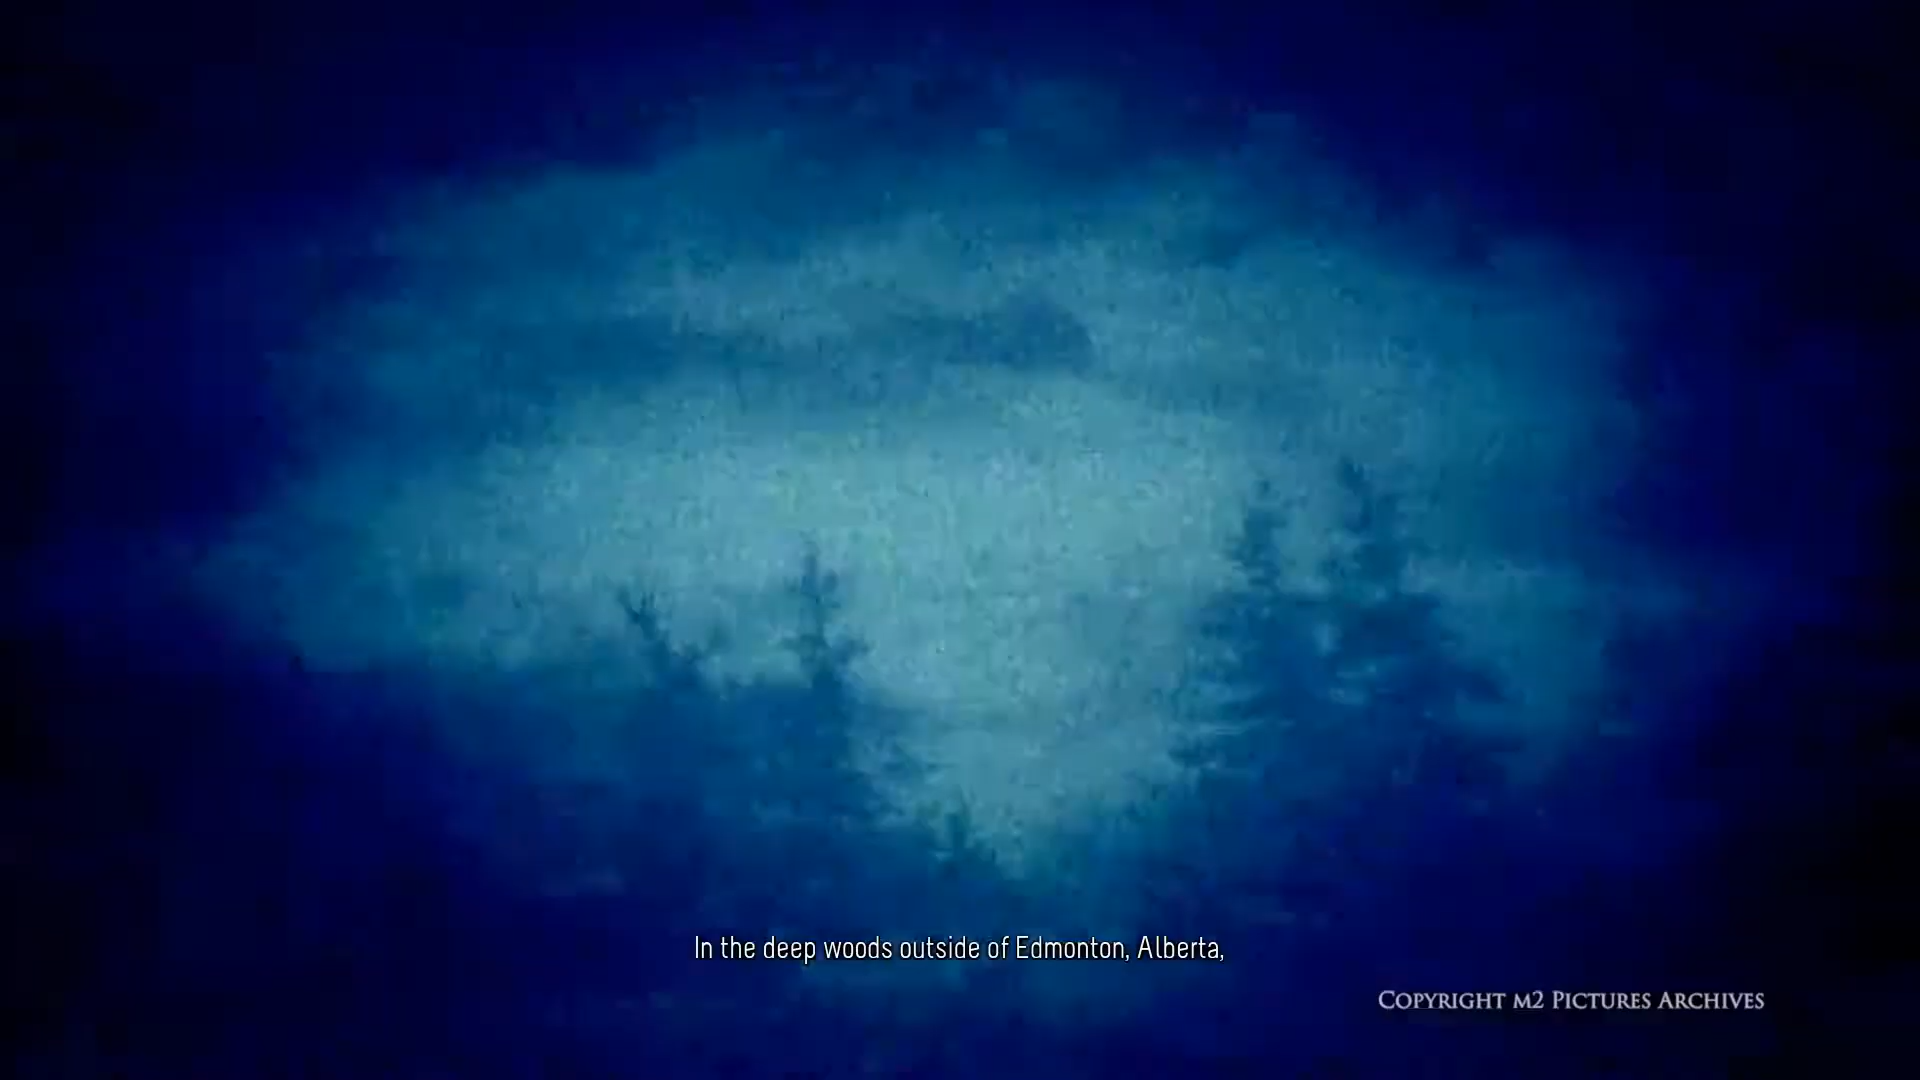 In the deep woods outside of Edmonton, Alberta,
COPYRIGHT M2 PICTURES ARCHIVES